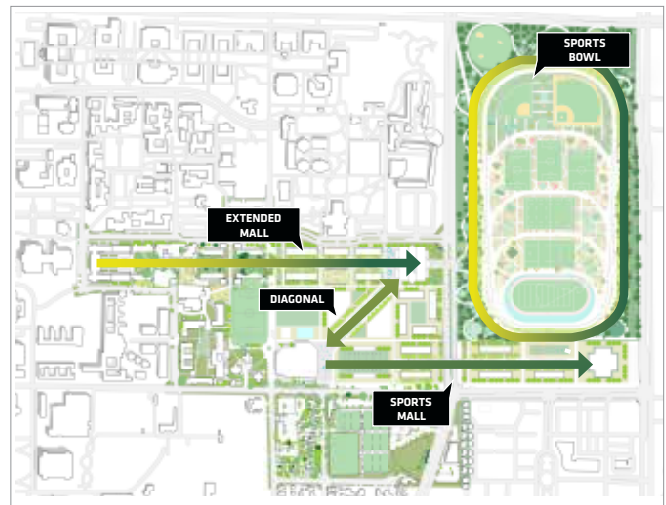 SPORTS
BOWL
EXTENDED
MALL
DIAGONAL
SPORTS
MALL